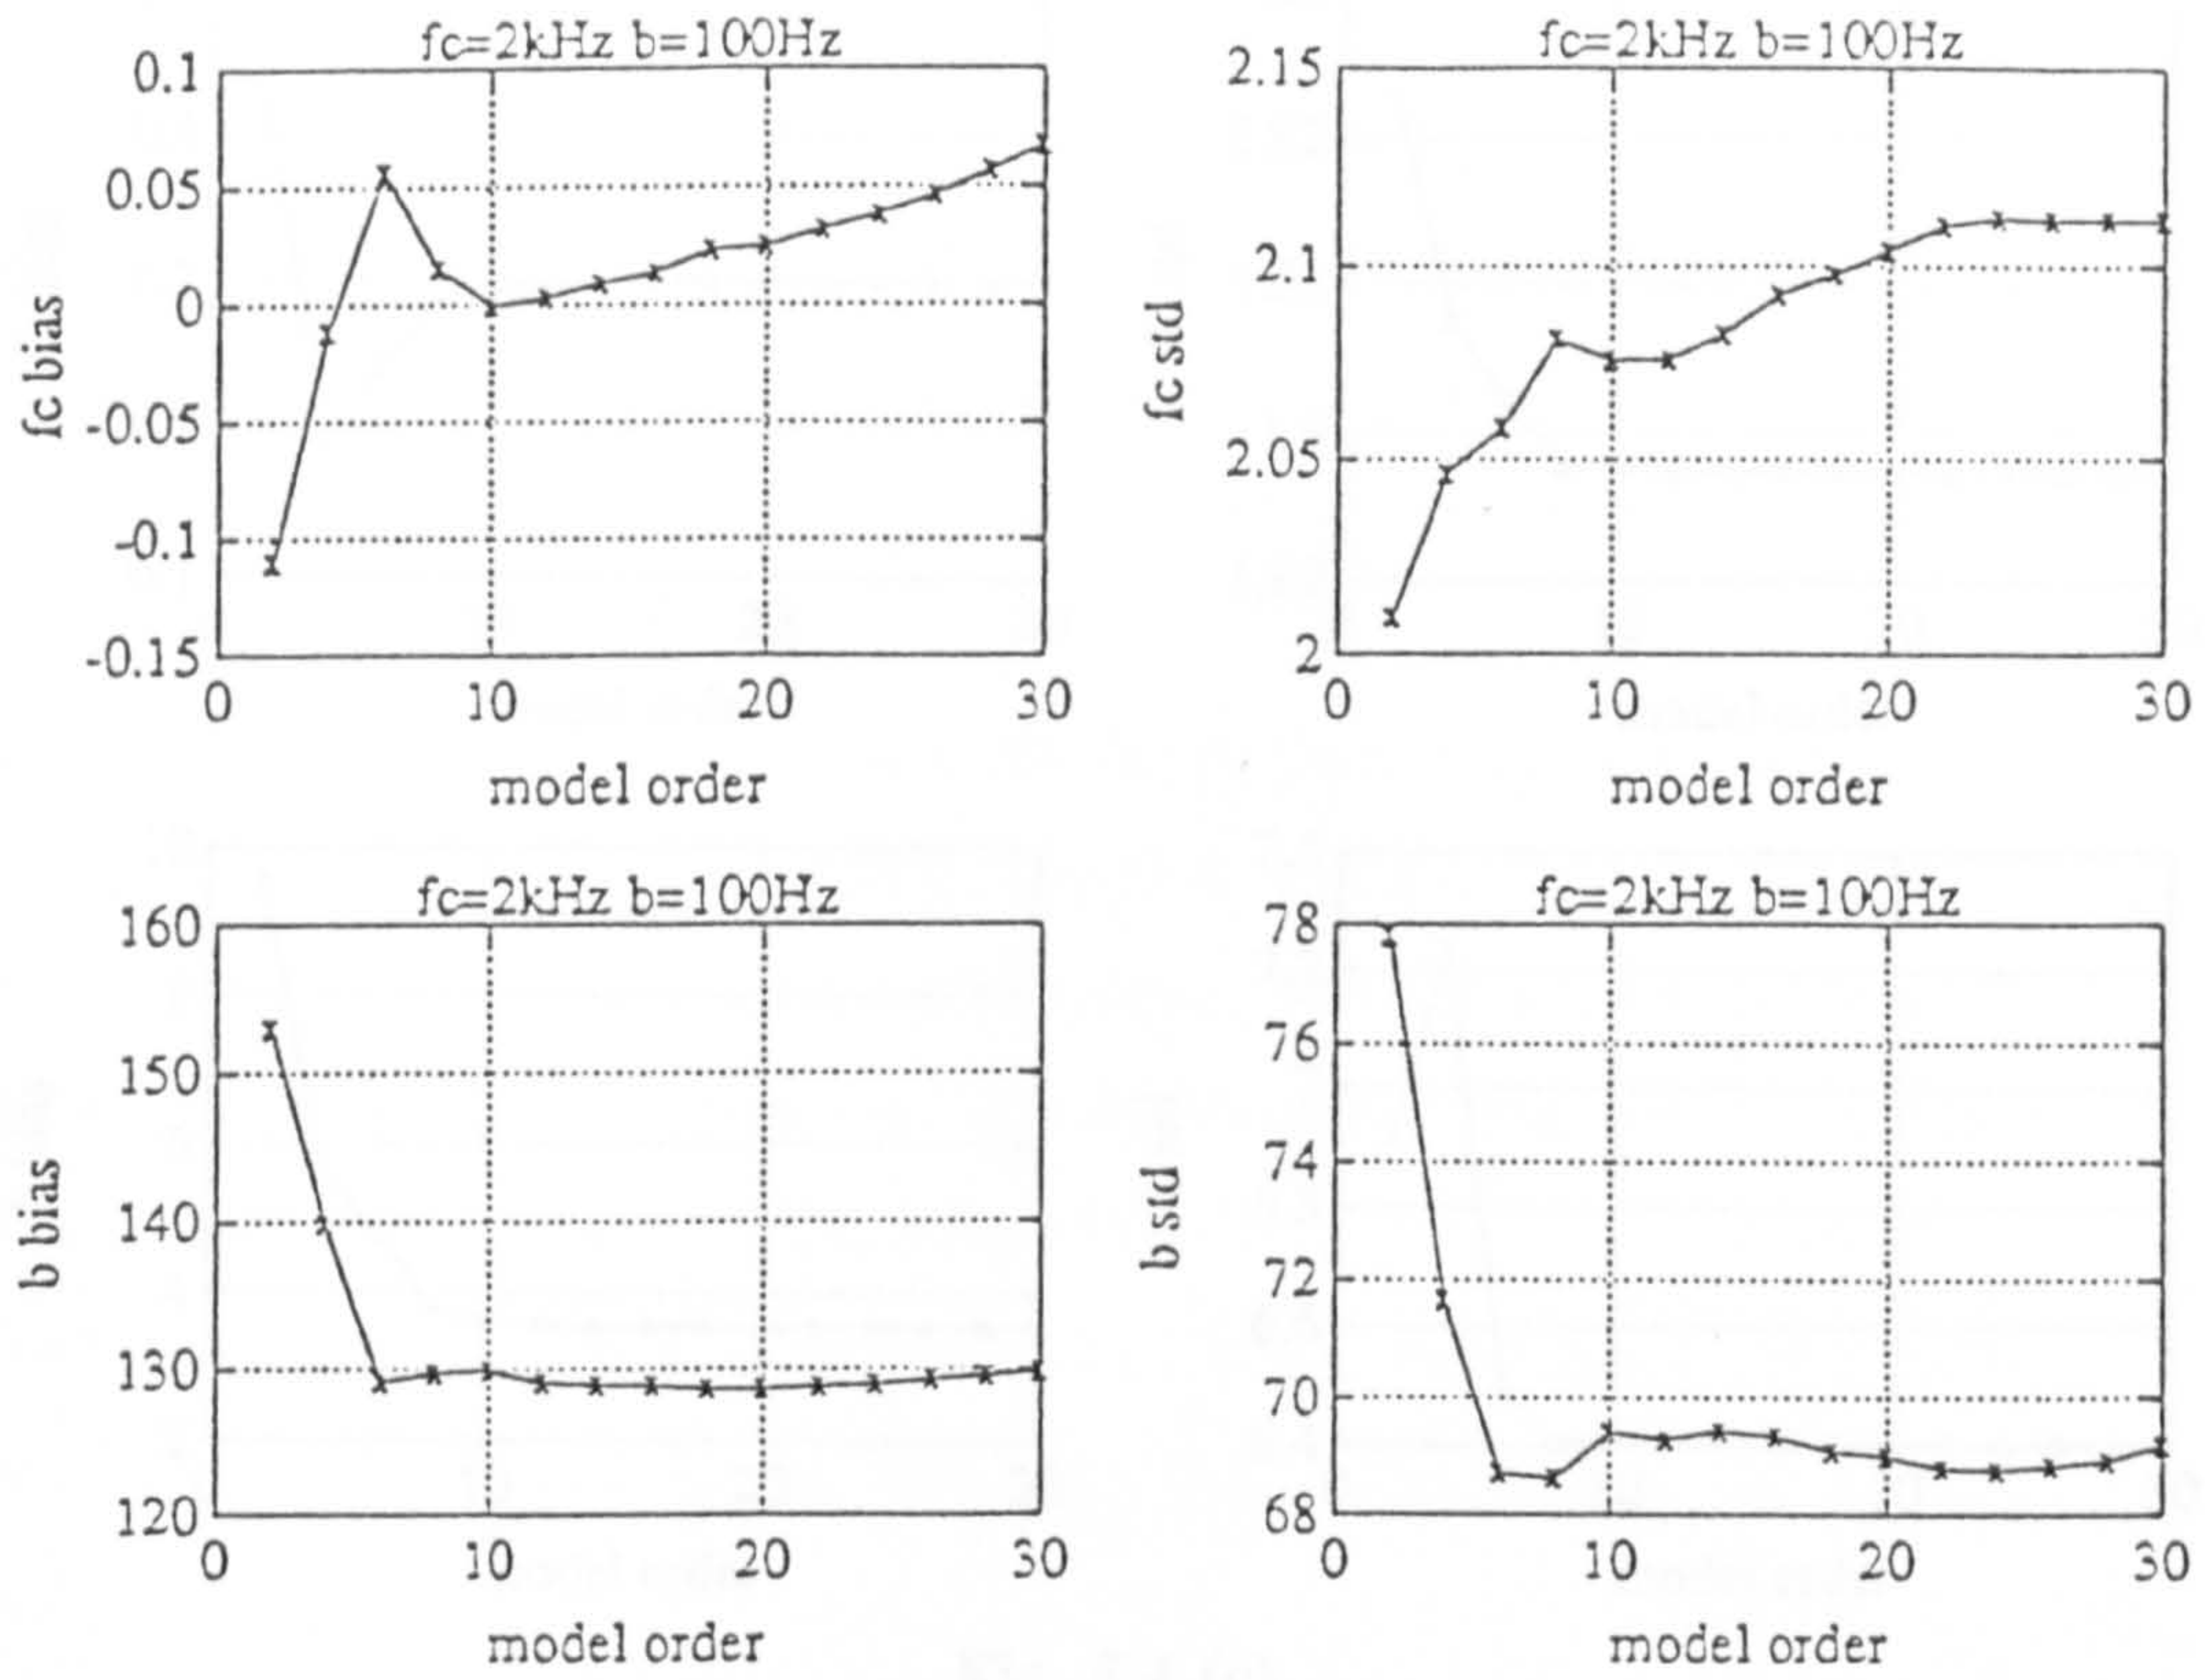 fc=2kHz b=100Hz
0.1
0.05
0
-0.05
-0.1
-0.15
fc bias
0 10 20 30
model order
fc=2kHz b=100Hz
2.15
2.1
2.05
2
fc std
0 10 20 30
model order
fc=2kHz b=100Hz
160
150
140
130
120
b bias
0 10 20 30
model order
fc=2kHz b=100Hz
78
76
74
72
70
68
b std
0 10 20 30
model order